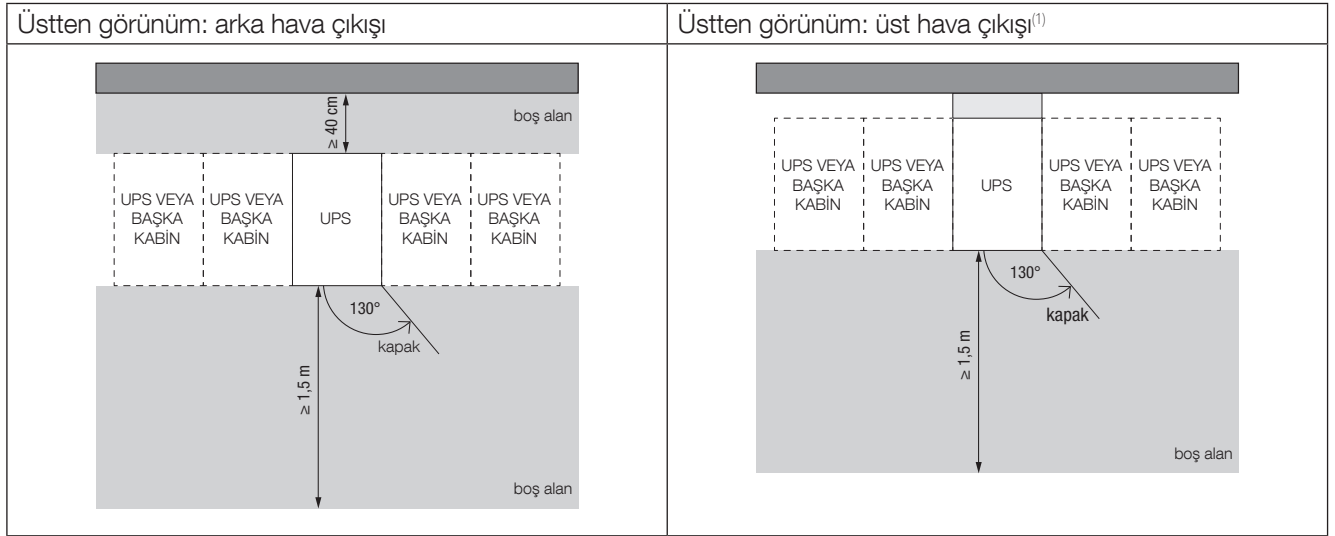 Üstten görünüm: arka hava çıkışı
≥ 40 cm
boş alan
UPS VEYA
BAŞKA
KABİN
UPS VEYA
BAŞKA
KABİN
UPS
UPS VEYA
BAŞKA
KABİN
UPS VEYA
BAŞKA
KABİN
130°
kapak
≥ 1,5 m
boş alan
Üstten görünüm: üst hava çıkışı(1)
UPS VEYA
BAŞKA
KABİN
UPS VEYA
BAŞKA
KABİN
UPS
UPS VEYA
BAŞKA
KABİN
UPS VEYA
BAŞKA
KABİN
130°
kapak
≥ 1,5 m
boş alan